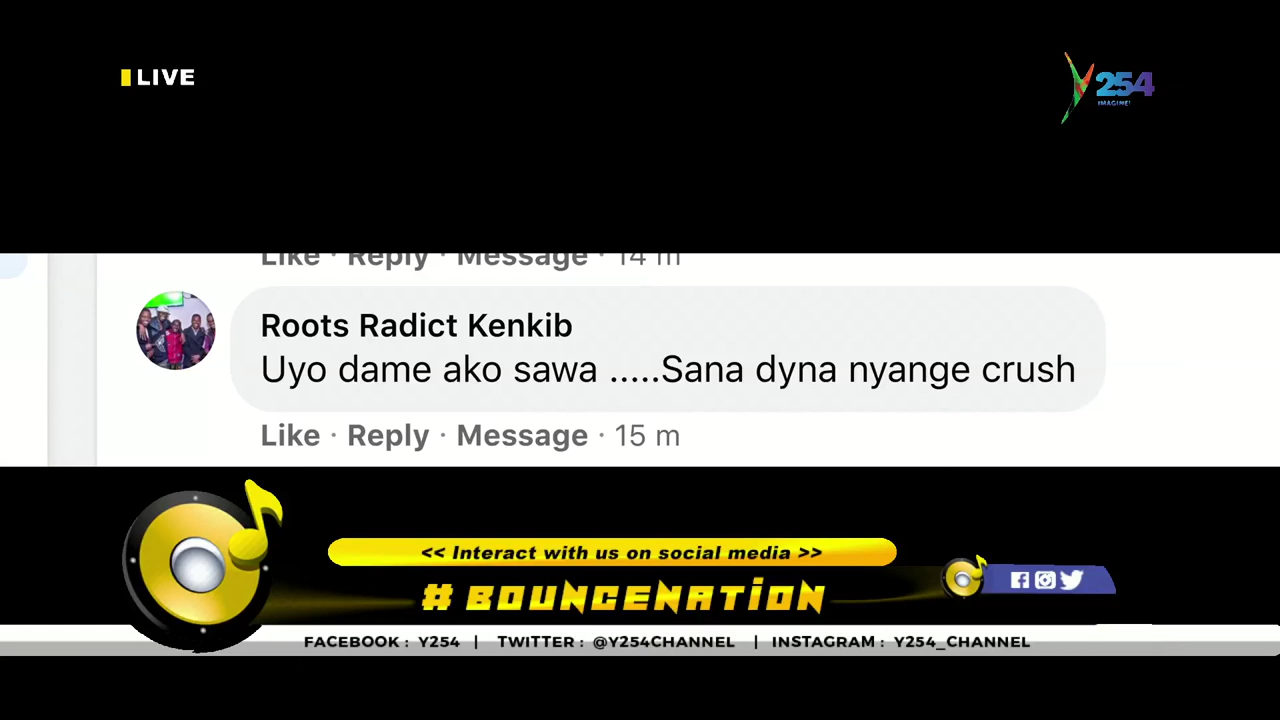 LIVE
Y254
IMAGINE!
Like · Reply · Message · 14 m
Roots Radict Kenkib
Uyo dame ako sawa .....Sana dyna nyange crush
Like · Reply · Message · 15 m
<< Interact with us on social media >>
# BOUNCENATION
FACEBOOK : Y254 | TWITTER : @Y254CHANNEL | INSTAGRAM : Y254_CHANNEL